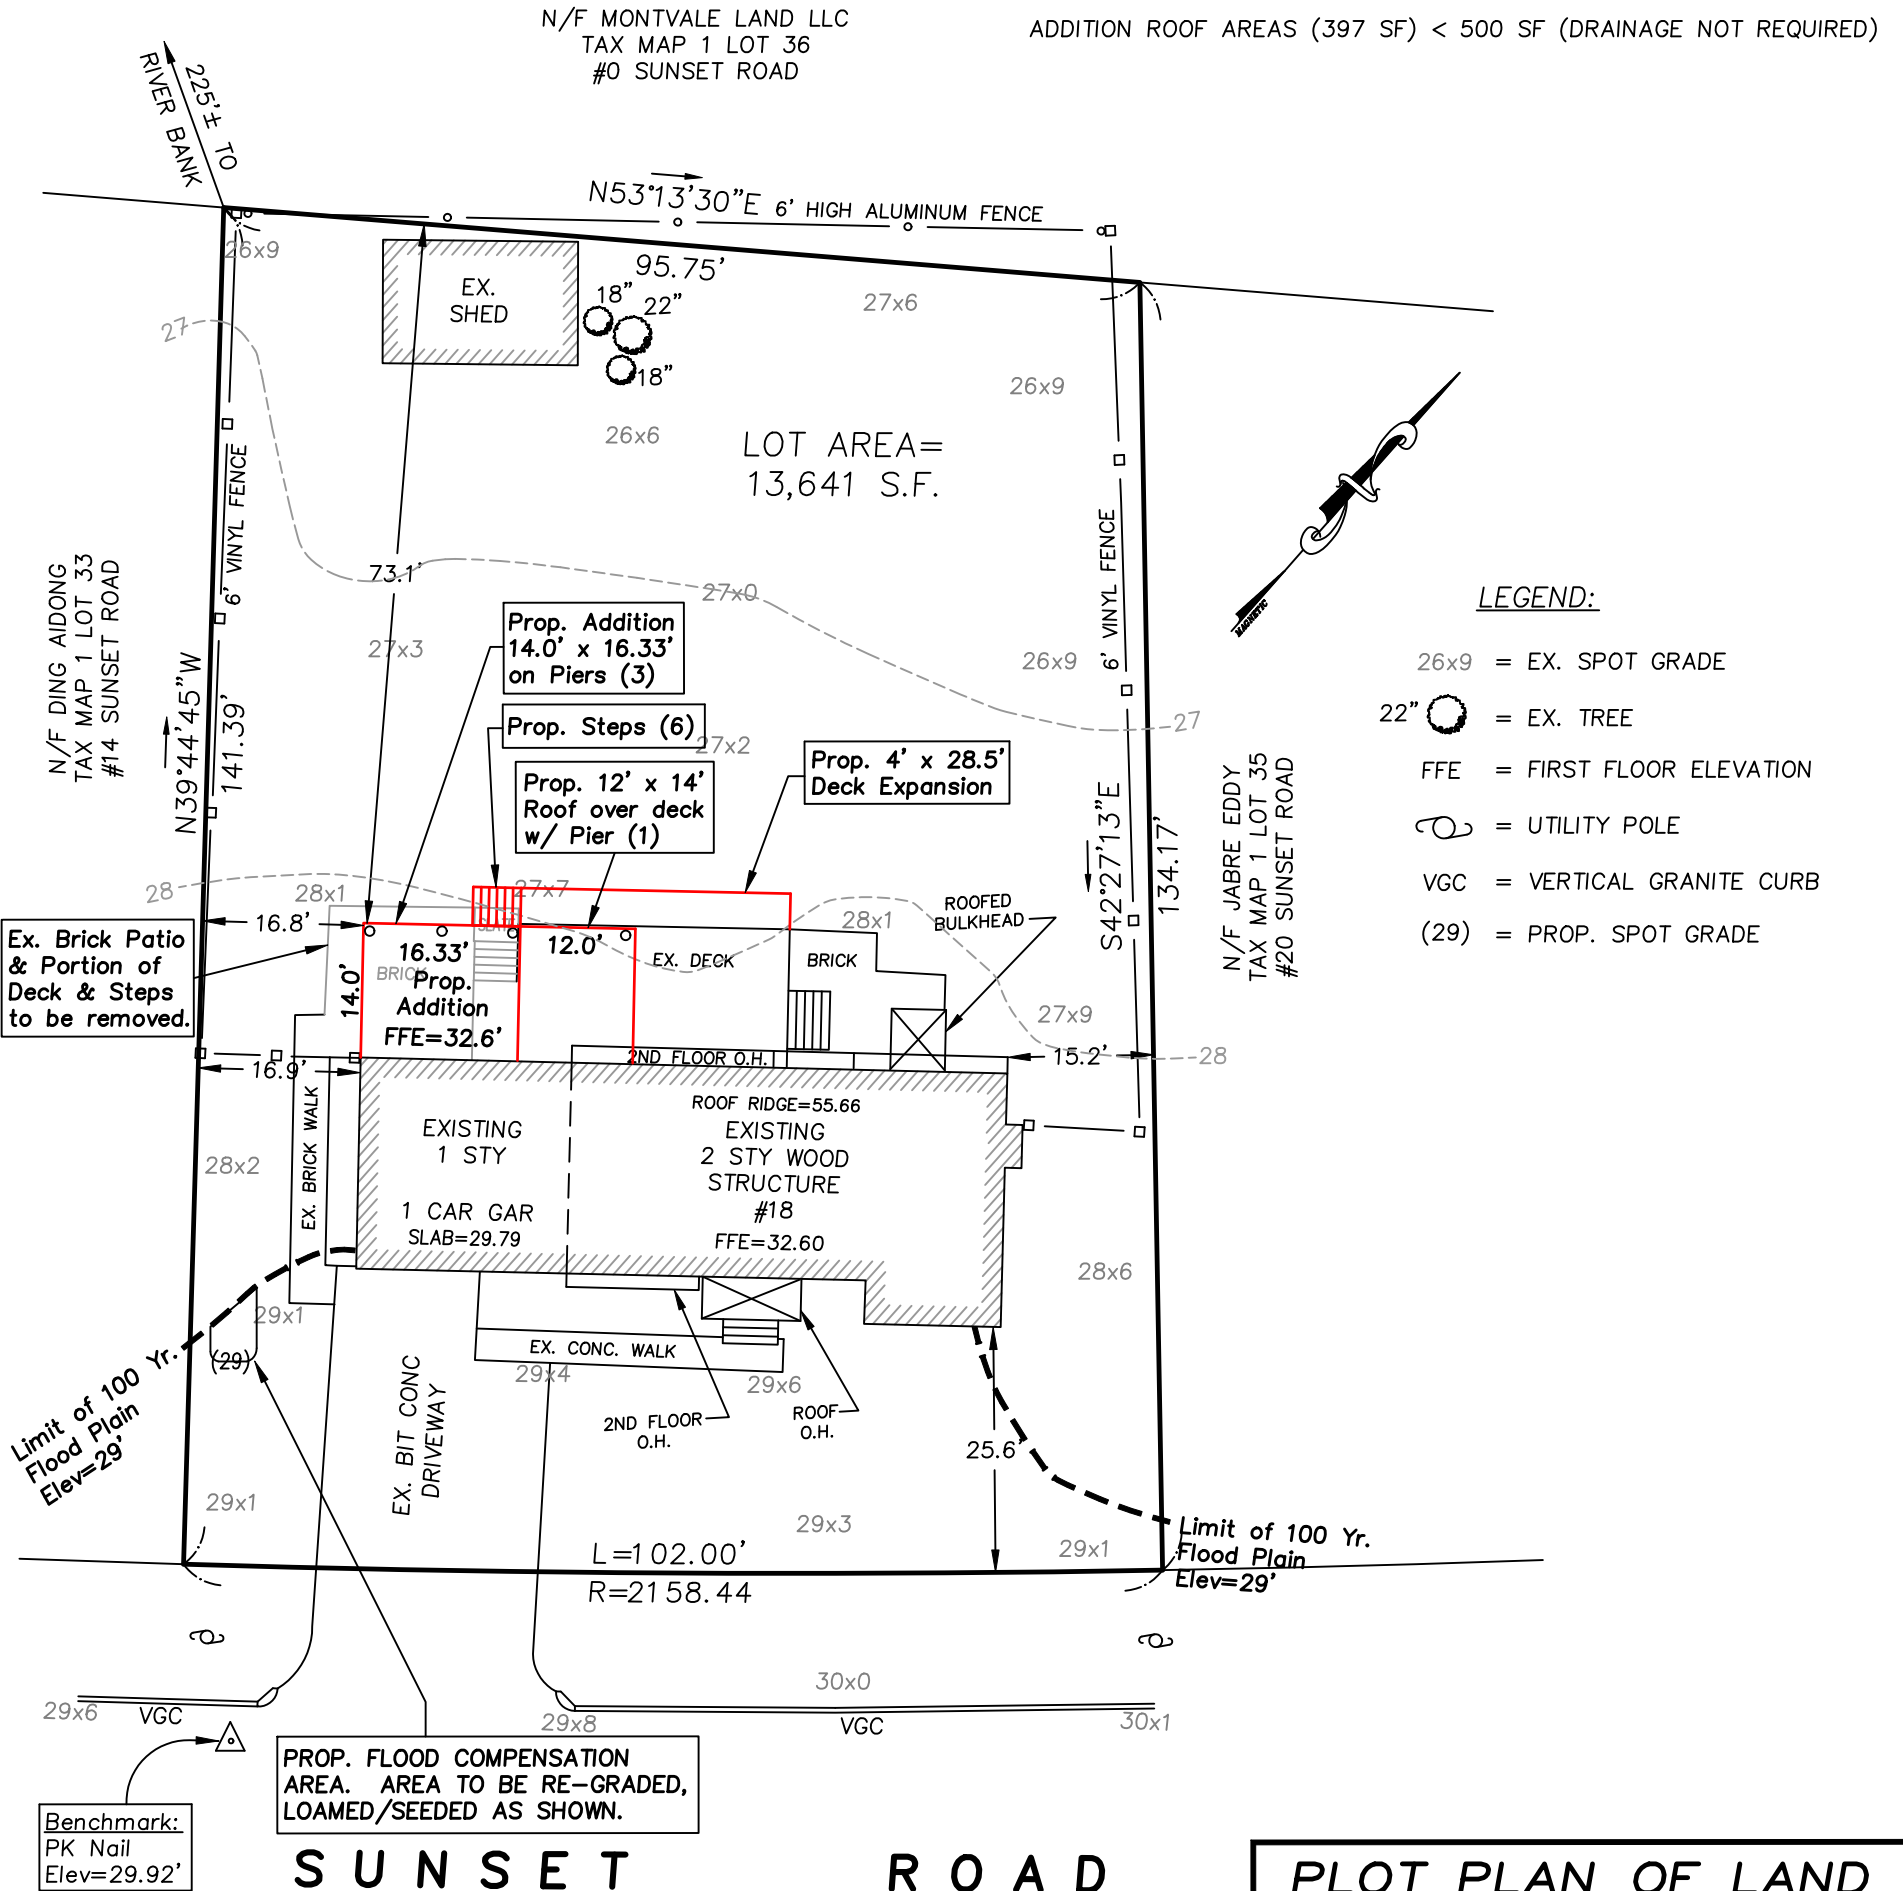 N/F MONTVALE LAND LLC
TAX MAP 1 LOT 36
#0 SUNSET ROAD
ADDITION ROOF AREAS (397 SF) < 500 SF (DRAINAGE NOT REQUIRED)
225'± TO
RIVER BANK
N53°13'30"E
6' HIGH ALUMINUM FENCE
95.75'
26x9
EX.
SHED
18"
22"
18"
27x6
27
26x9
26x6
LOT AREA=
13,641 S.F.
6' VINYL FENCE
6' VINYL FENCE
MAGNETIC
N/F DING AIDONG
TAX MAP 1 LOT 33
#14 SUNSET ROAD
73.1'
27x0
27x3
26x9
LEGEND:
26x9 = EX. SPOT GRADE
22" = EX. TREE
FFE = FIRST FLOOR ELEVATION
= UTILITY POLE
VGC = VERTICAL GRANITE CURB
(29) = PROP. SPOT GRADE
Prop. Addition
14.0' x 16.33'
on Piers (3)
Prop. Steps (6)
27x2
27
Prop. 12' x 14'
Roof over deck
w/ Pier (1)
Prop. 4' x 28.5'
Deck Expansion
N39°44'45"W
141.39'
S42°27'13"E
134.17'
N/F JABRE EDDY
TAX MAP 1 LOT 35
#20 SUNSET ROAD
28
28x1
27x7
28x1
ROOFED
BULKHEAD
16.8'
Ex. Brick Patio
& Portion of
Deck & Steps
to be removed.
BRICK
14.0'
16.33'
Prop.
Addition
FFE=32.6'
12.0'
EX. DECK
BRICK
27x9
28
2ND FLOOR O.H.
15.2'
16.9'
EX. BRICK WALK
28x2
EXISTING
1 STY
1 CAR GAR
SLAB=29.79
ROOF RIDGE=55.66
EXISTING
2 STY WOOD
STRUCTURE
#18
FFE=32.60
28x6
29x1
(29)
Limit of 100 Yr.
Flood Plain
Elev=29'
EX. CONC. WALK
29x4
29x6
2ND FLOOR
O.H.
ROOF
O.H.
EX. BIT CONC
DRIVEWAY
25.6'
29x1
29x3
29x1
Limit of 100 Yr.
Flood Plain
Elev=29'
L=102.00'
R=2158.44
30x0
29x6
VGC
29x8
VGC
30x1
PROP. FLOOD COMPENSATION
AREA. AREA TO BE RE-GRADED,
LOAMED/SEEDED AS SHOWN.
Benchmark:
PK Nail
Elev=29.92'
SUNSET ROAD
PLOT PLAN OF LAND